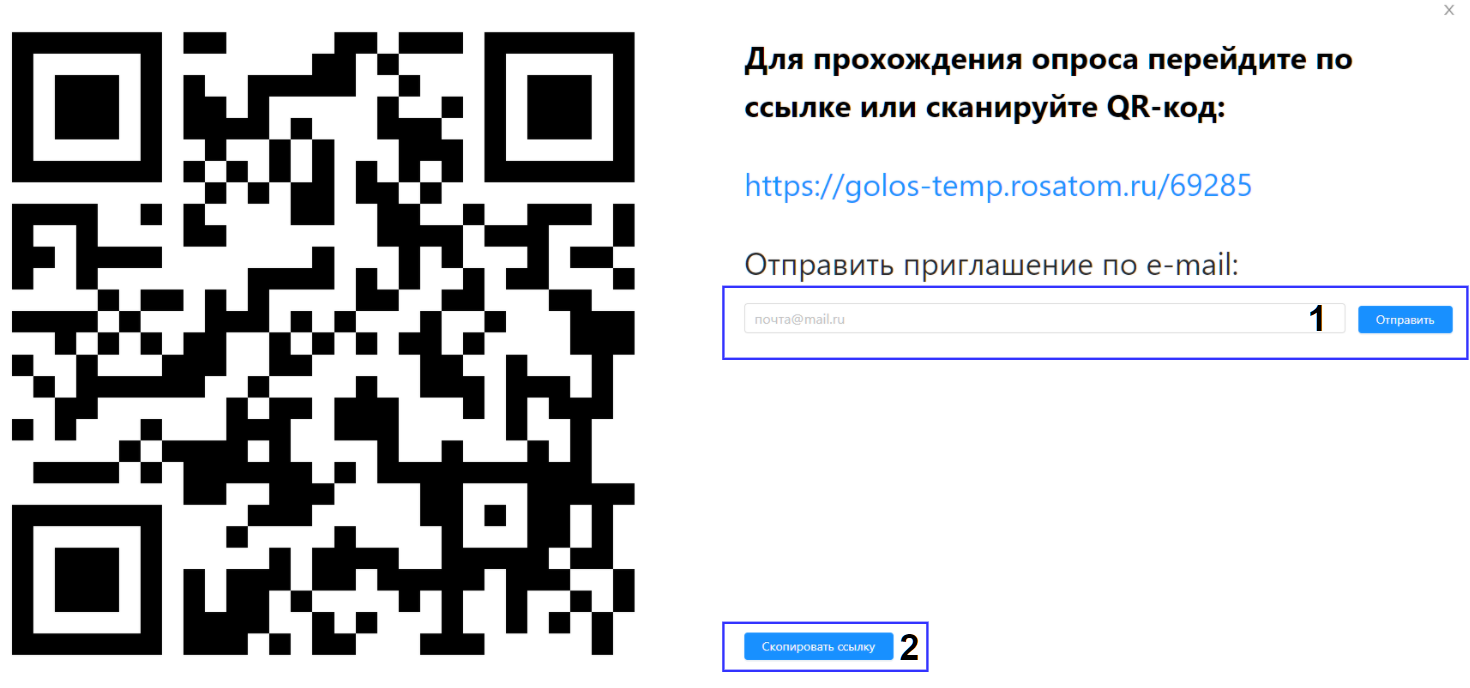 X
Для прохождения опроса перейдите по
ссылке или сканируйте QR-код:
https://golos-temp.rosatom.ru/69285
Отправить приглашение по e-mail:
почта@mail.ru 1 Отправить
Скопировать ссылку 2